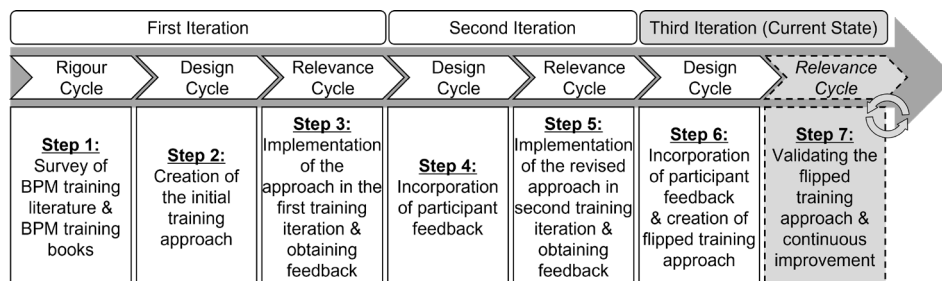 First Iteration
Second Iteration
Third Iteration (Current State)
Rigour
Cycle
Design
Cycle
Relevance
Cycle
Design
Cycle
Relevance
Cycle
Design
Cycle
Relevance
Cycle
Step 1:
Survey of
BPM training
literature &
BPM training
books
Step 2:
Creation of
the initial
training
approach
Step 3:
Implementation
of the
approach in the
first training
iteration &
obtaining
feedback
Step 4:
Incorporation
of participant
feedback
Step 5:
Implementation
of the revised
approach in
second training
iteration &
obtaining
feedback
Step 6:
Incorporation
of participant
feedback
& creation of
flipped training
approach
Step 7:
Validating the
flipped
training
approach &
continuous
improvement